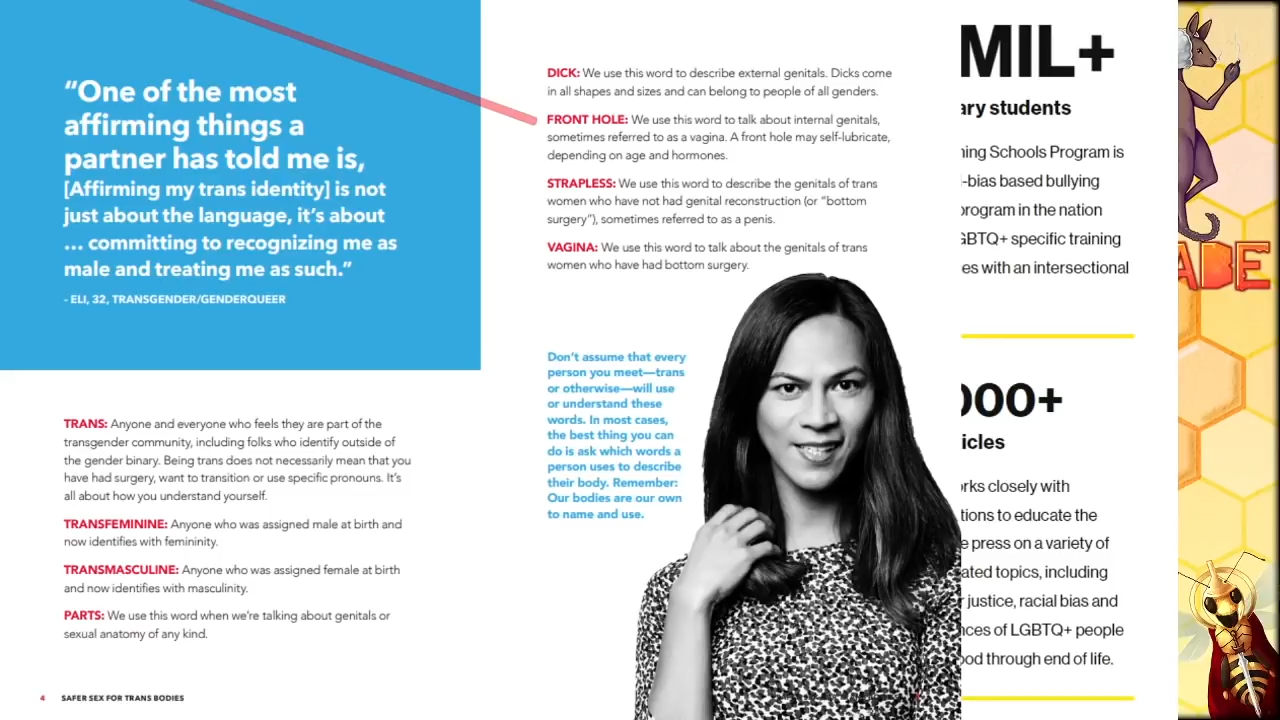 “One of the most
affirming things a
partner has told me is,
[Affirming my trans identity] is not
just about the language, it’s about
... committing to recognizing me as
male and treating me as such.”
- ELI, 32, TRANSGENDER/GENDERQUEER
TRANS: Anyone and everyone who feels they are part of the
transgender community, including folks who identify outside of
the gender binary. Being trans does not necessarily mean that you
have had surgery, want to transition or use specific pronouns. It’s
all about how you understand yourself.
TRANSFEMININE: Anyone who was assigned male at birth and
now identifies with femininity.
TRANSMASCULINE: Anyone who was assigned female at birth
and now identifies with masculinity.
PARTS: We use this word when we’re talking about genitals or
sexual anatomy of any kind.
4 SAFER SEX FOR TRANS BODIES
DICK: We use this word to describe external genitals. Dicks come
in all shapes and sizes and can belong to people of all genders.
FRONT HOLE: We use this word to talk about internal genitals,
sometimes referred to as a vagina. A front hole may self-lubricate,
depending on age and hormones.
STRAPLESS: We use this word to describe the genitals of trans
women who have not had genital reconstruction (or “bottom
surgery”), sometimes referred to as a penis.
VAGINA: We use this word to talk about the genitals of trans
women who have had bottom surgery.
Don’t assume that every
person you meet—trans
or otherwise—will use
or understand these
words. In most cases,
the best thing you can
do is ask which words a
person uses to describe
their body. Remember:
Our bodies are our own
to name and use.
MIL+
ary students
ning Schools Program is
-bias based bullying
program in the nation
GBTQ+ specific training
es with an intersectional
000+
icles
orks closely with
tions to educate the
e press on a variety of
ated topics, including
r justice, racial bias and
nces of LGBTQ+ people
ood through end of life.
ADE